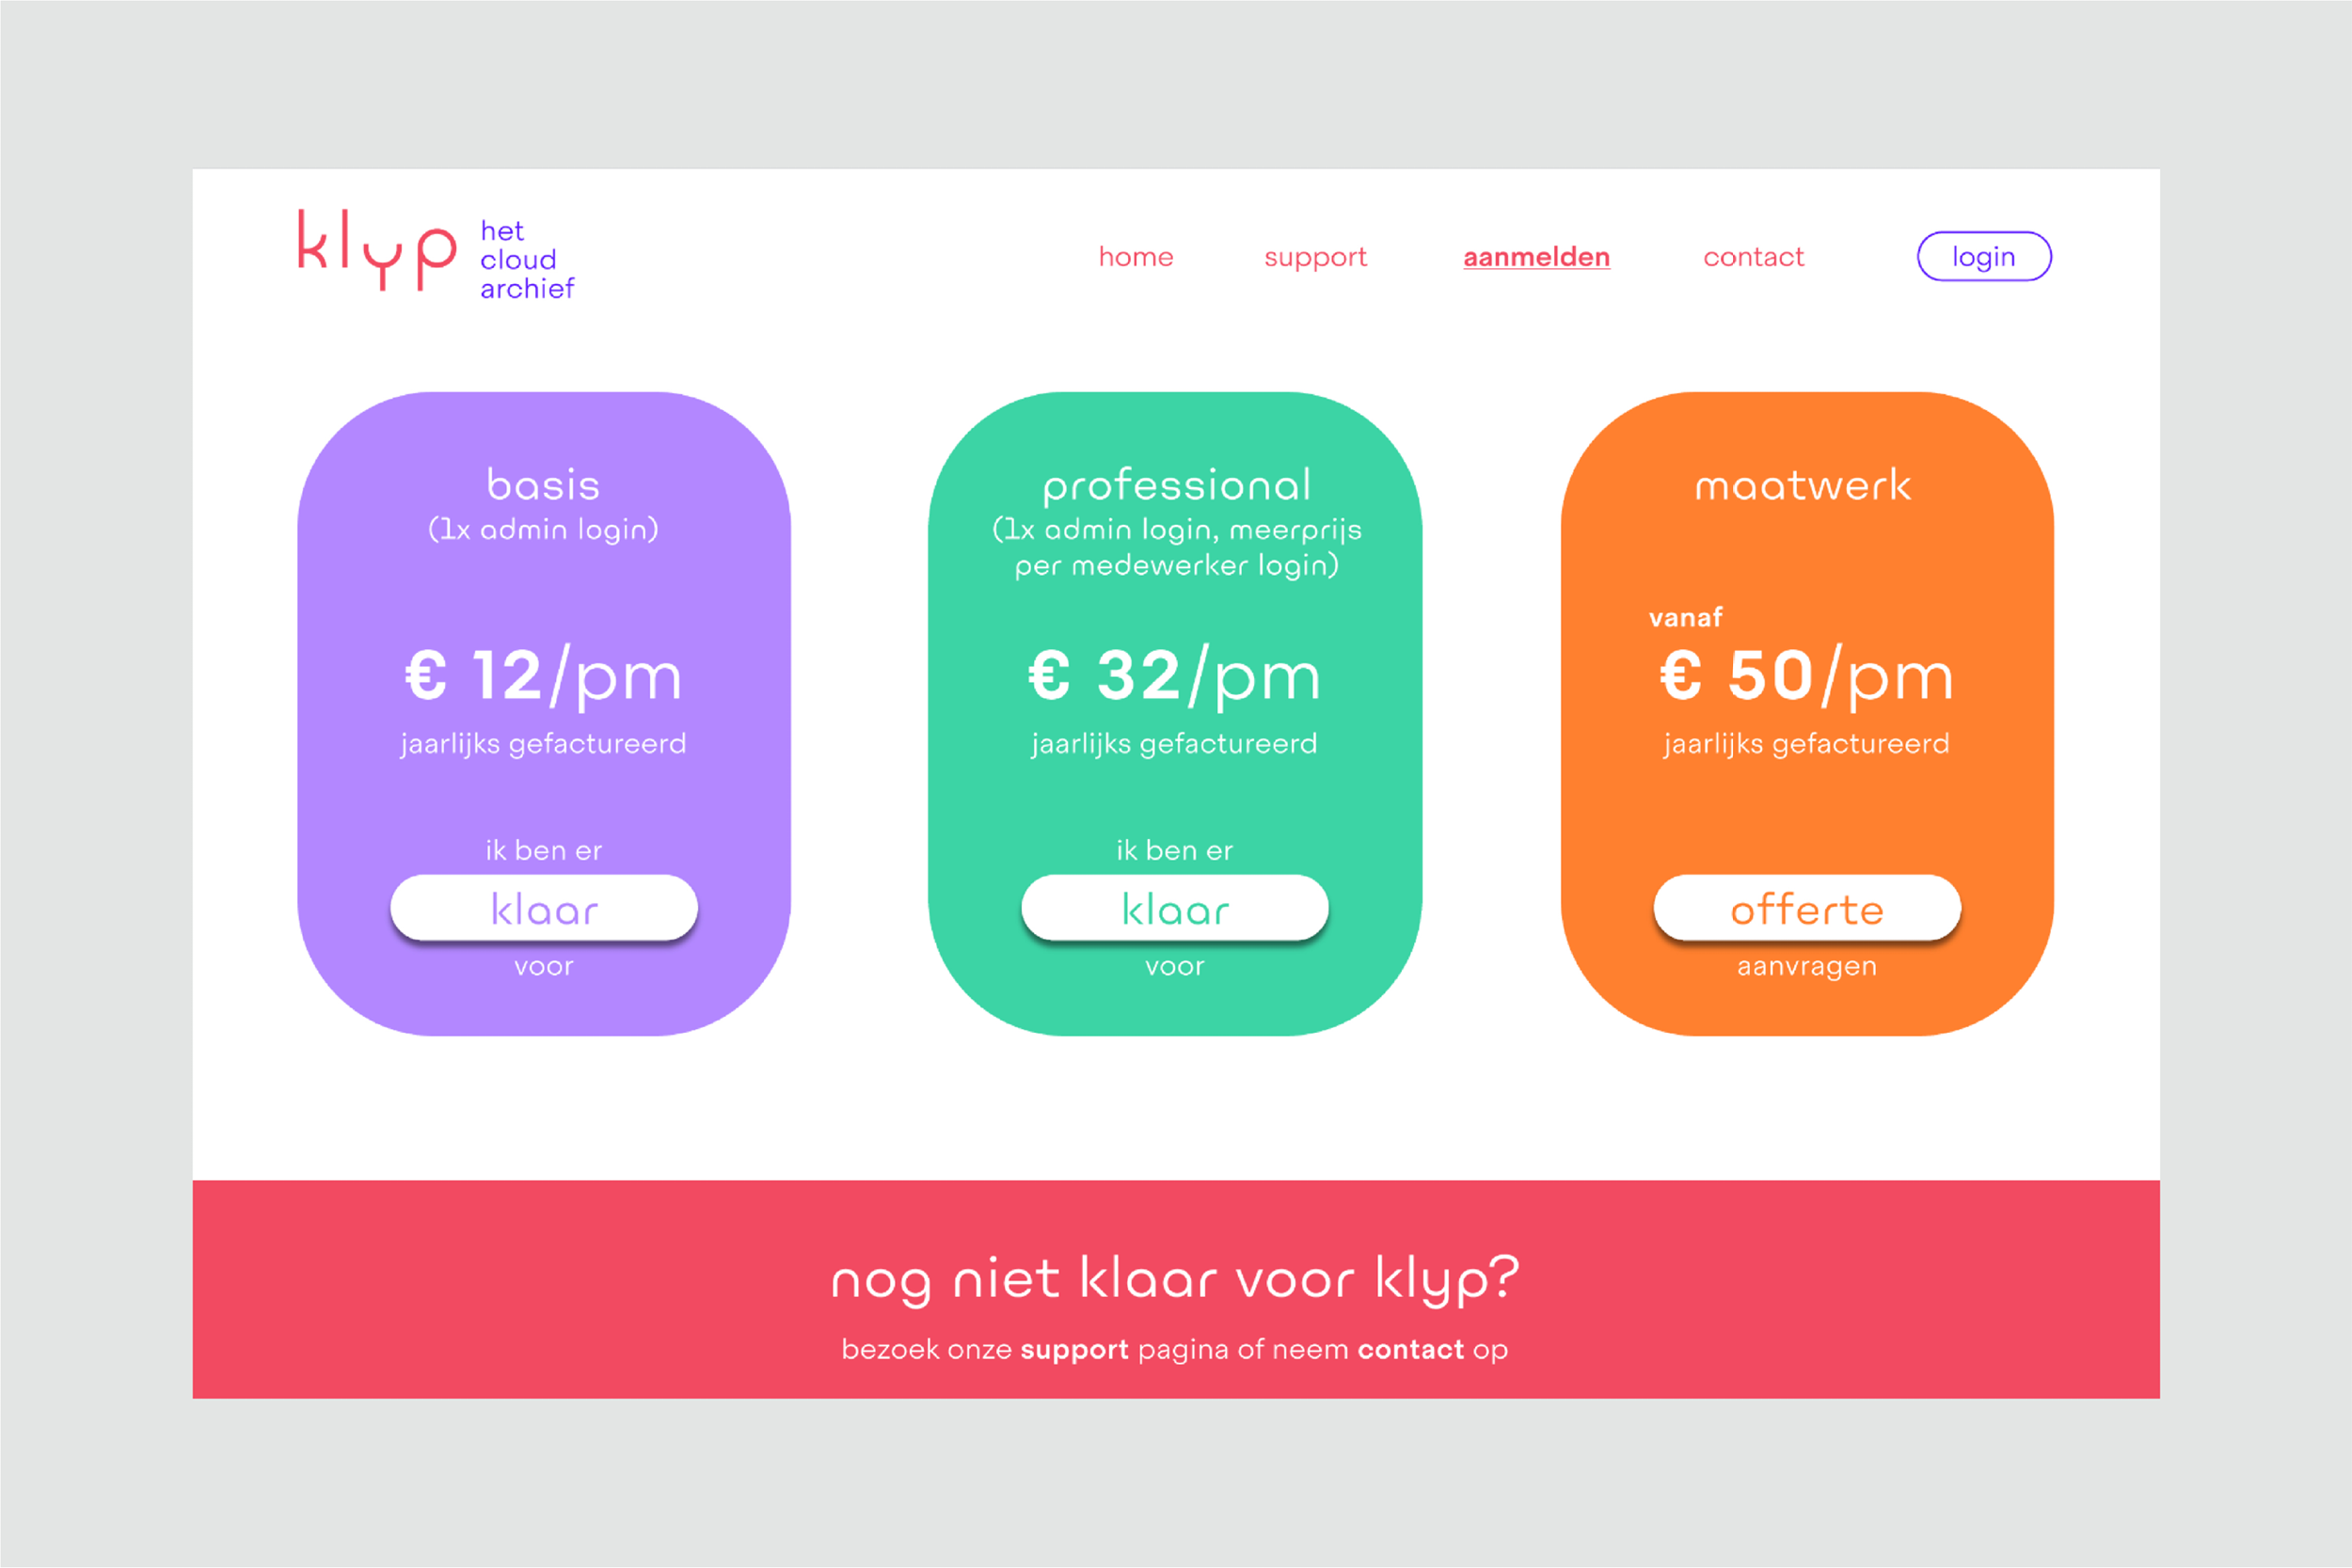 klyp
het
cloud
archief
home support aanmelden contact login
basis
(1x admin login)
€ 12/pm
jaarlijks gefactureerd
ik ben er
klaar
voor
professional
(1x admin login, meerprijs
per medewerker login)
€ 32/pm
jaarlijks gefactureerd
ik ben er
klaar
voor
maatwerk
vanaf
€ 50/pm
jaarlijks gefactureerd
offerte
aanvragen
nog niet klaar voor klyp?
bezoek onze support pagina of neem contact op